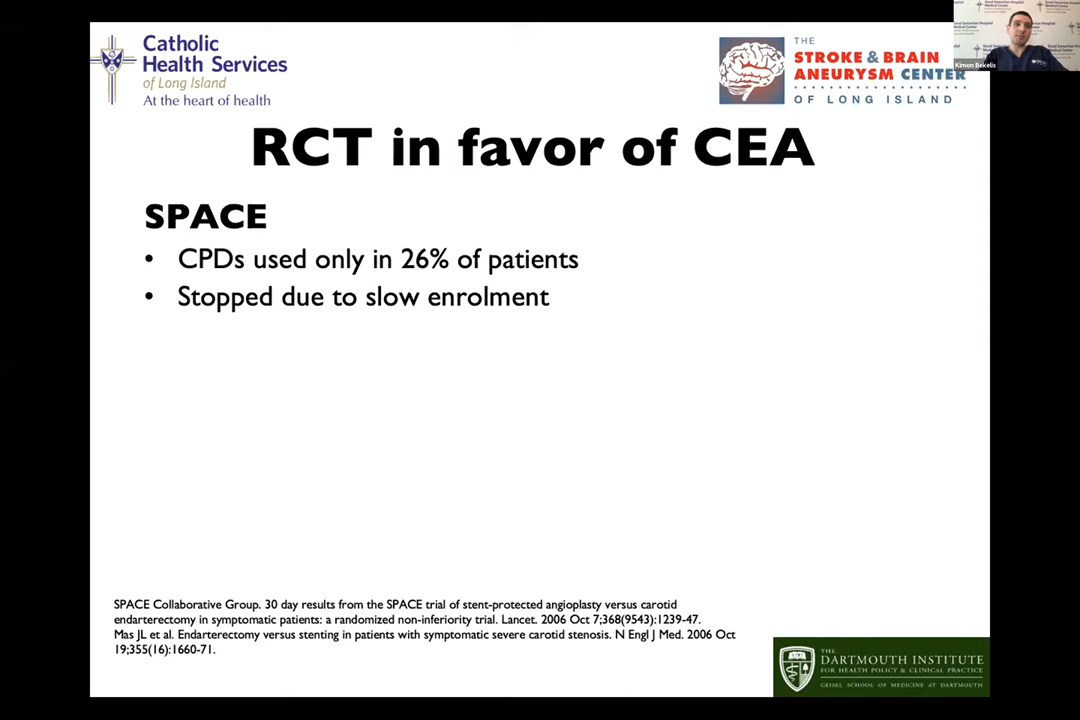 Catholic
Health Services
of Long Island
At the heart of health
THE
STROKE & BRAIN
ANEURYSM CENTER
OF LONG ISLAND
Kimon Bekelis
RCT in favor of CEA
SPACE
• CPDs used only in 26% of patients
• Stopped due to slow enrolment
SPACE Collaborative Group. 30 day results from the SPACE trial of stent-protected angioplasty versus carotid
endarterectomy in symptomatic patients: a randomized non-inferiority trial. Lancet. 2006 Oct 7;368(9543):1239-47.
Mas JL et al. Endarterectomy versus stenting in patients with symptomatic severe carotid stenosis. N Engl J Med. 2006 Oct
19;355(16):1660-71.
THE
DARTMOUTH INSTITUTE
FOR HEALTH POLICY & CLINICAL PRACTICE
GEISEL SCHOOL OF MEDICINE AT DARTMOUTH